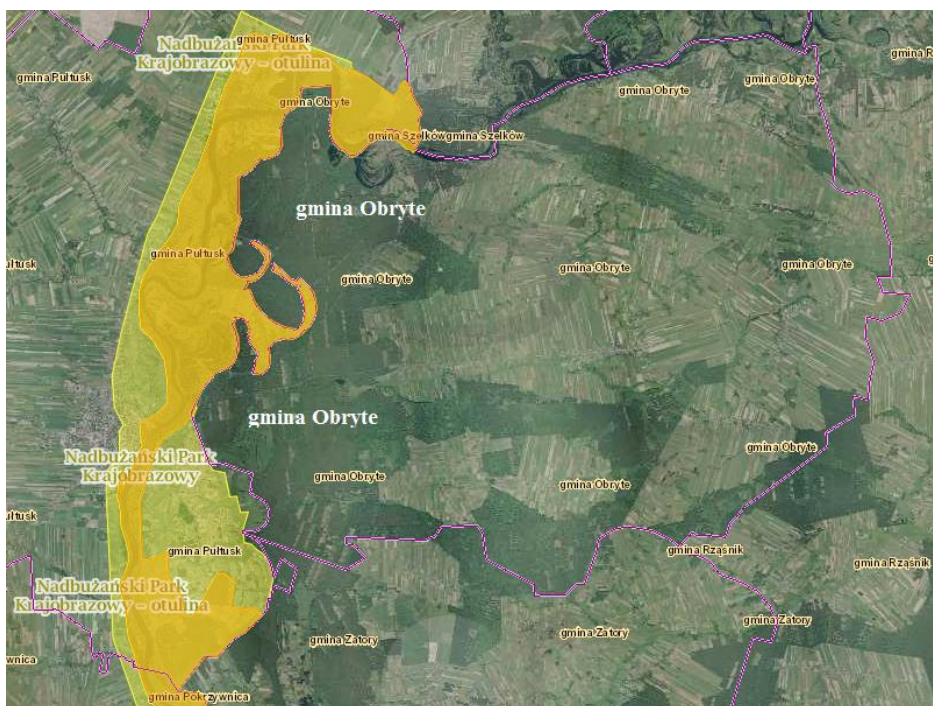 gmina Pułtusk
Nadbużański Park
Krajobrazowy - otulina
gmina R
gmina Pułtusk
gmina Obryte
gmina Obryte
gmina Obryte
gmina Szelków
gmina Szelków
gmina Obryte
gmina Pułtusk
ułtusk
gmina Obryte
gmina Obryte
gmina Obryte
g
gmina Obryte
gmina Obryte
Nadbużański Park
Krajobrazowy
gmina Obryte
gmina Obryte
ułtusk
gmina Pułtusk
gmina Rząśnik
gmina Rząśnik
Nadbużański Park
Krajobrazowy - otulina
gmina Zatory
gmina Zatory
gmina Zatory
wnica
gmina Pokrzywnica